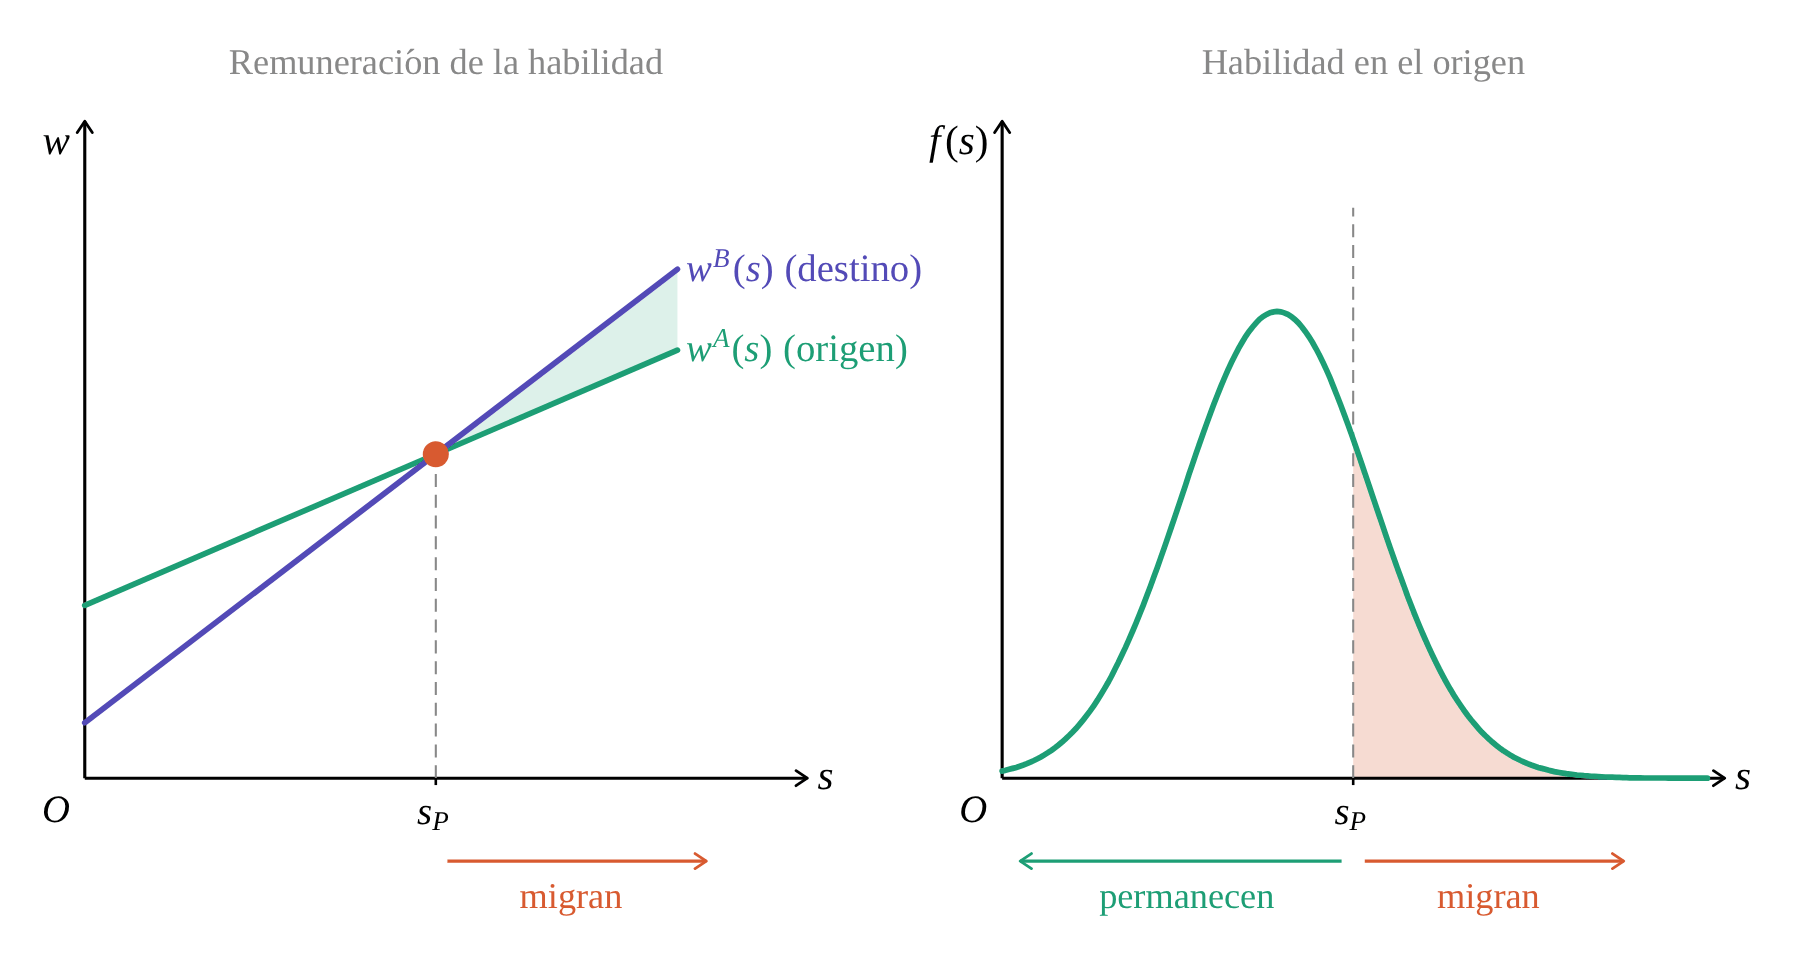 Remuneración de la habilidad
w
w^B(s) (destino)
w^A(s) (origen)
O
s_P
s
migran
Habilidad en el origen
f(s)
O
s_P
s
permanecen
migran